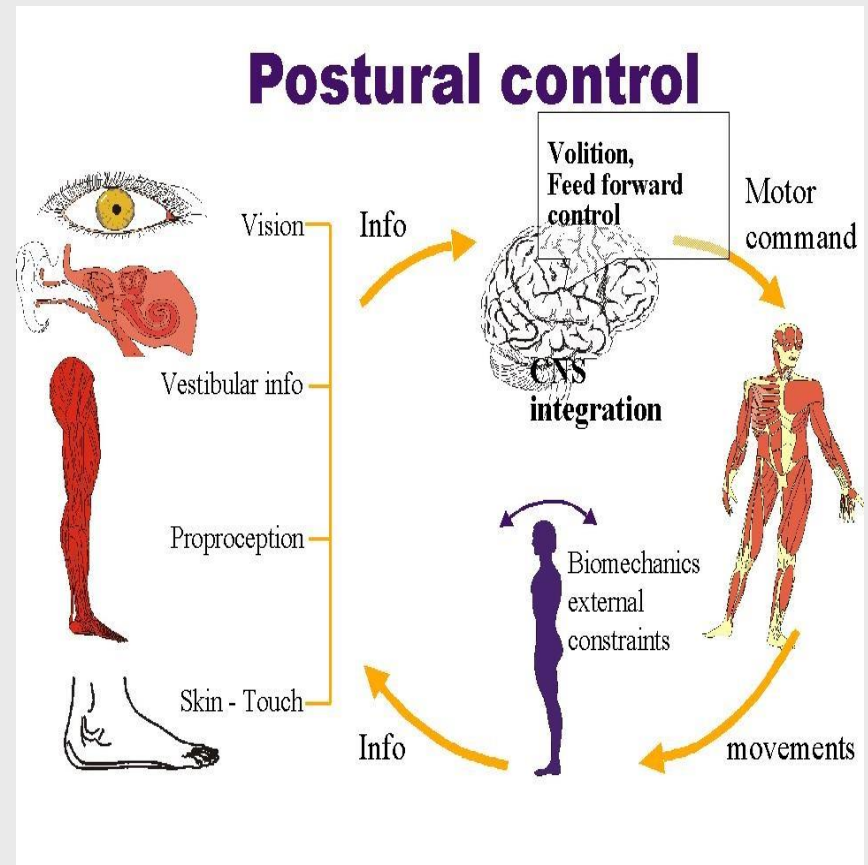 Postural control
Volition,
Feed forward
control
Motor
command
Vision
Info
Vestibular info
CNS
integration
Proproception
Biomechanics
external
constraints
Skin - Touch
Info
movements